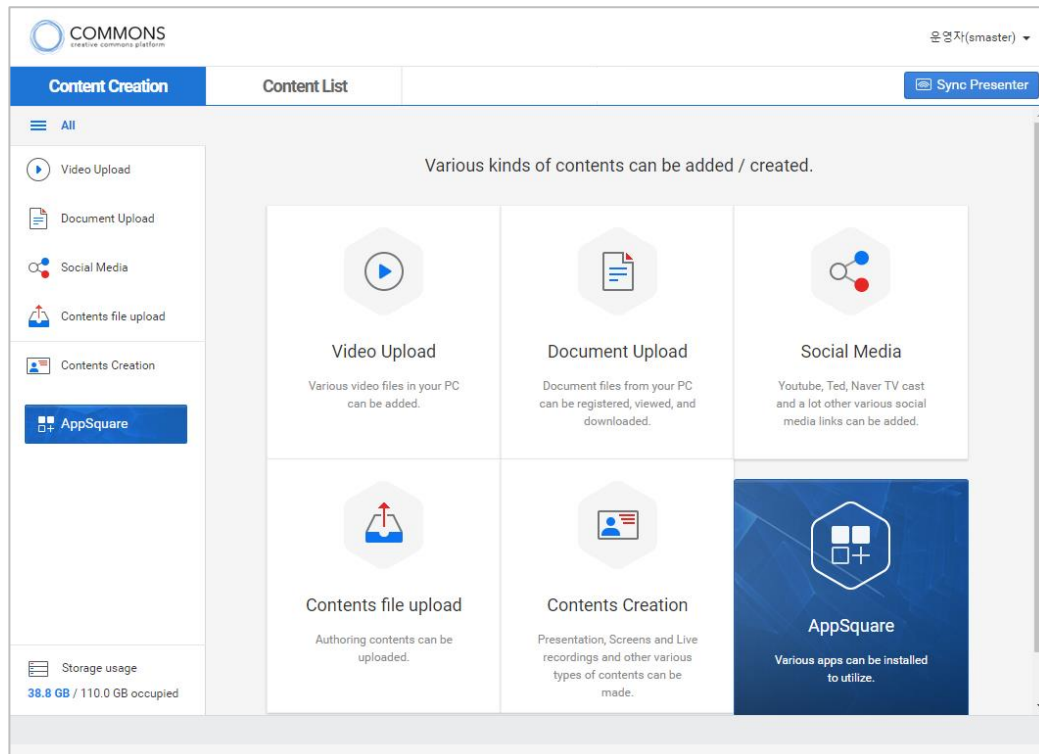 COMMONS
creative commons platform
운영자(smaster)
Content Creation
Content List
Sync Presenter
All
Video Upload
Document Upload
Social Media
Contents file upload
Contents Creation
AppSquare
Storage usage
38.8 GB / 110.0 GB occupied
Various kinds of contents can be added / created.
Video Upload
Various video files in your PC
can be added.
Document Upload
Document files from your PC
can be registered, viewed, and
downloaded.
Social Media
Youtube, Ted, Naver TV cast
and a lot other various social
media links can be added.
Contents file upload
Authoring contents can be
uploaded.
Contents Creation
Presentation, Screens and Live
recordings and other various
types of contents can be
made.
AppSquare
Various apps can be installed
to utilize.